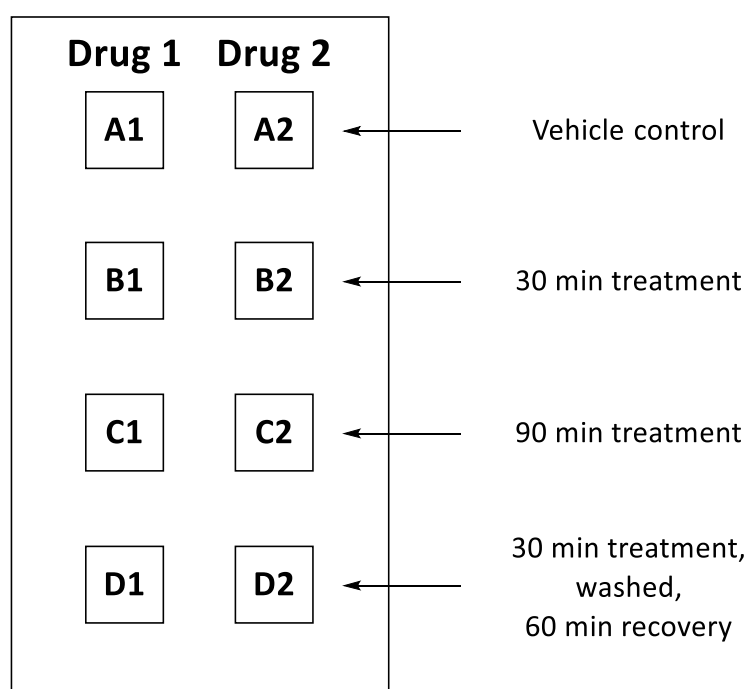 Drug 1 Drug 2
A1 A2 Vehicle control
B1 B2 30 min treatment
C1 C2 90 min treatment
30 min treatment,
D1 D2 washed,
60 min recovery